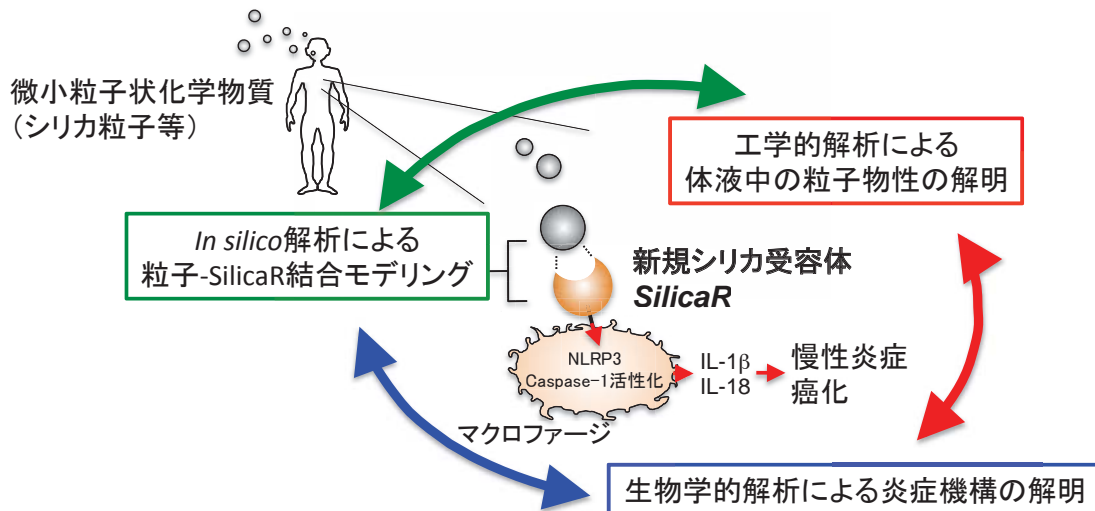 微小粒子状化学物質
（シリカ粒子等）
工学的解析による
体液中の粒子物性の解明
In silico解析による
粒子-SilicaR結合モデリング
新規シリカ受容体
SilicaR
NLRP3
Caspase-1活性化
IL-1β
IL-18
慢性炎症
癌化
マクロファージ
生物学的解析による炎症機構の解明